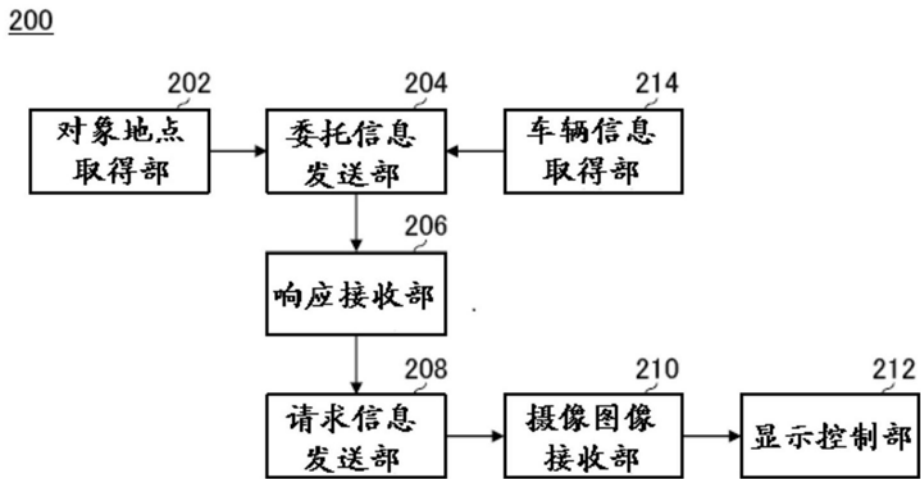 200
202
对象地点
取得部
204
委托信息
发送部
214
车辆信息
取得部
206
响应接收部
208
请求信息
发送部
210
摄像图像
接收部
212
显示控制部